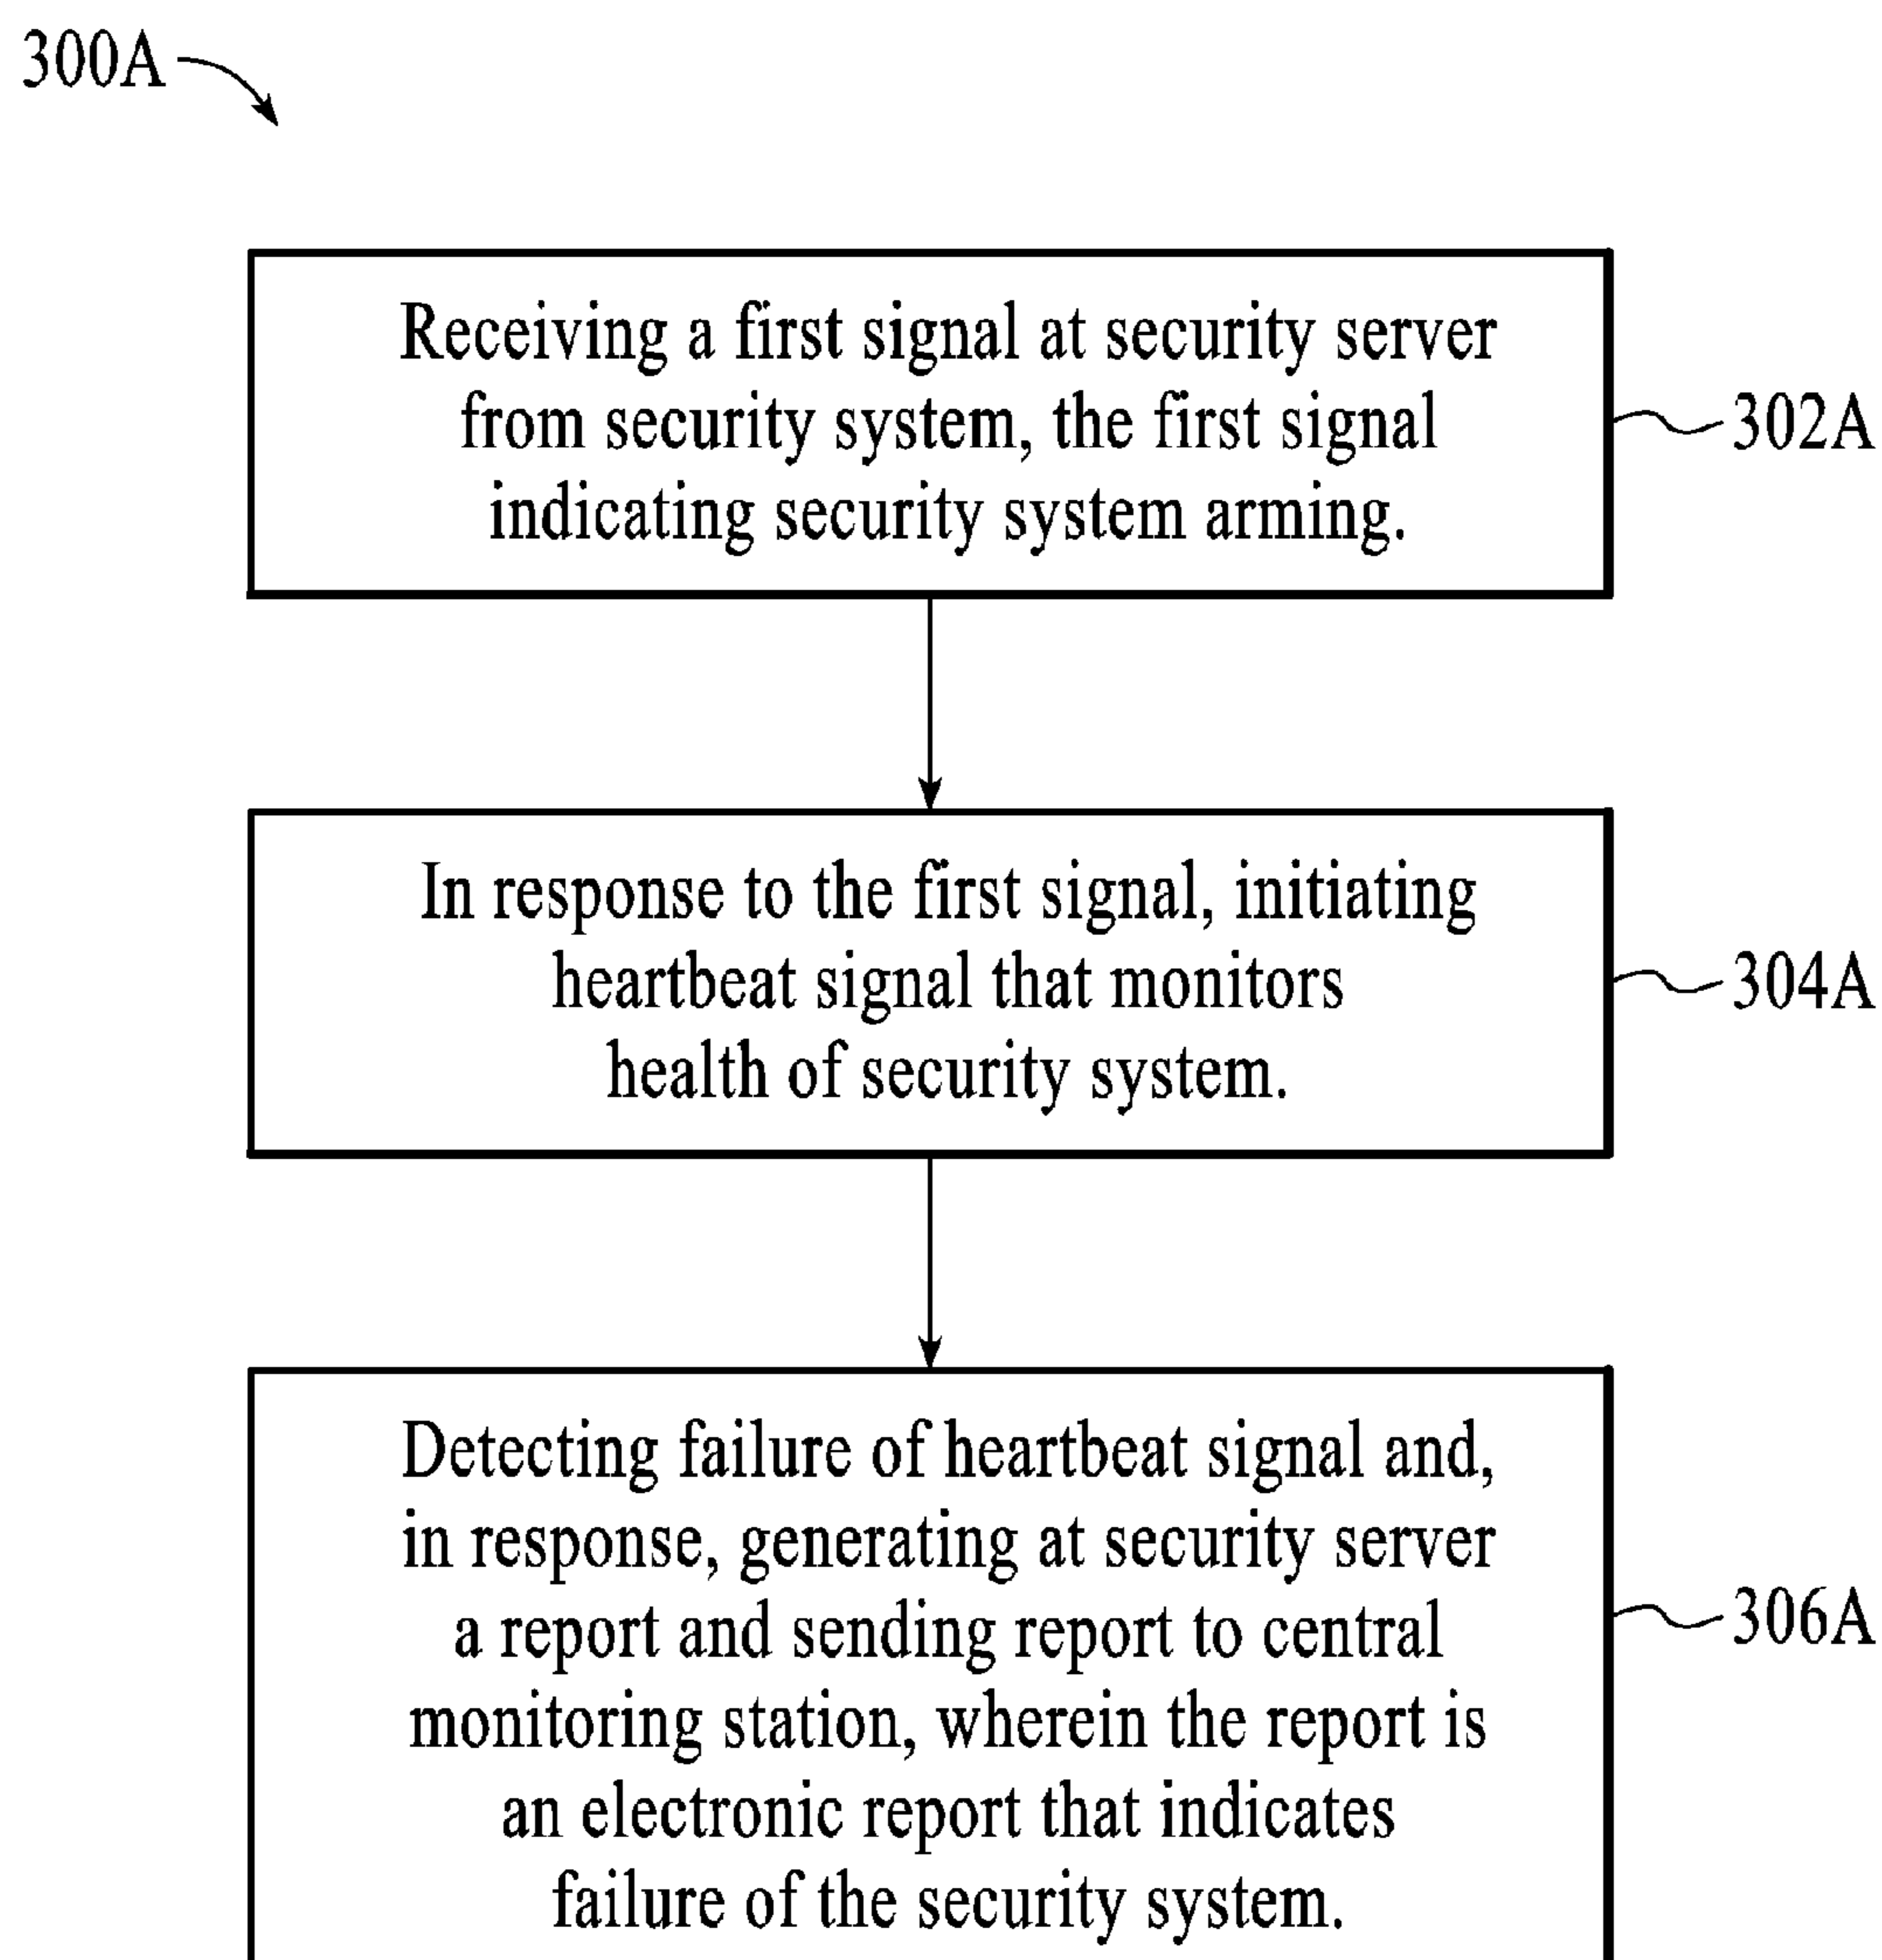 300A
Receiving a first signal at security server
from security system, the first signal
indicating security system arming.
302A
In response to the first signal, initiating
heartbeat signal that monitors
health of security system.
304A
Detecting failure of heartbeat signal and,
in response, generating at security server
a report and sending report to central
monitoring station, wherein the report is
an electronic report that indicates
failure of the security system.
306A